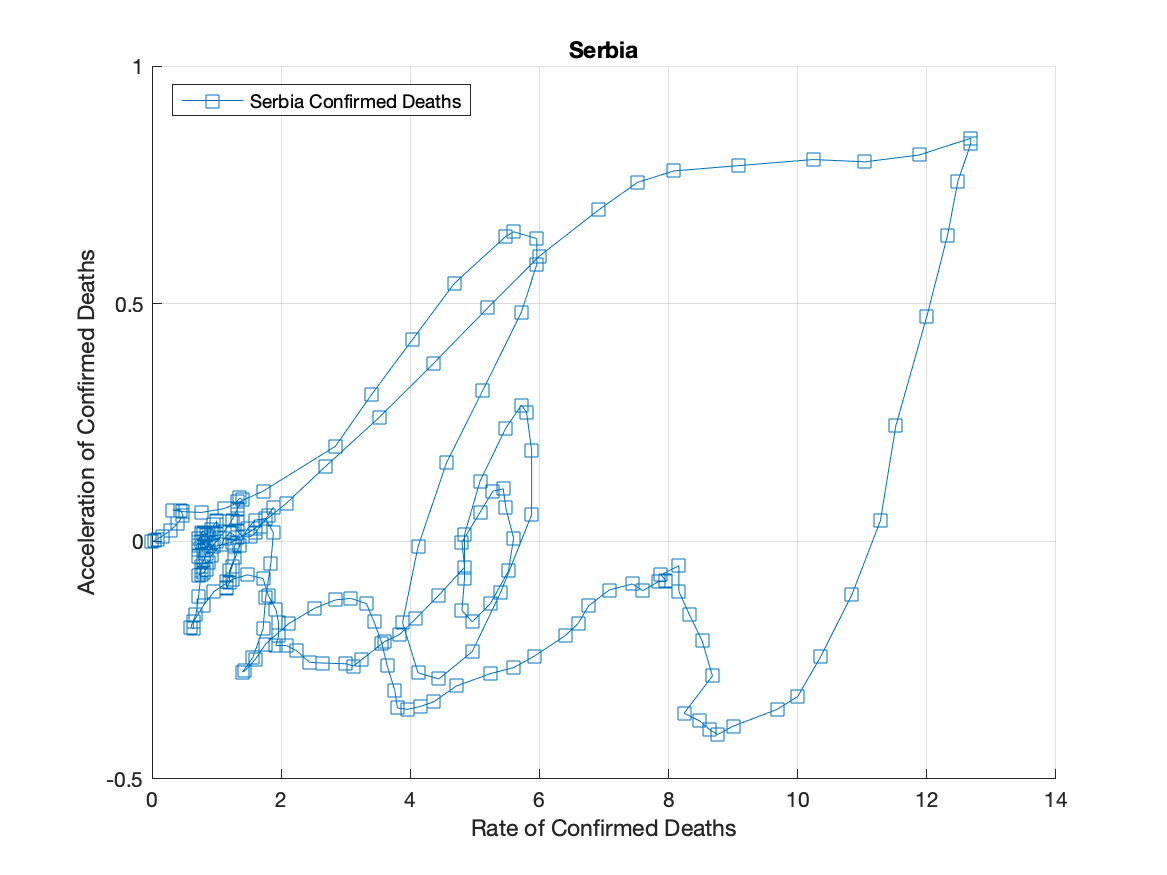 Serbia
Serbia Confirmed Deaths
Acceleration of Confirmed Deaths
1
0.5
0
-0.5
0 2 4 6 8 10 12 14
Rate of Confirmed Deaths